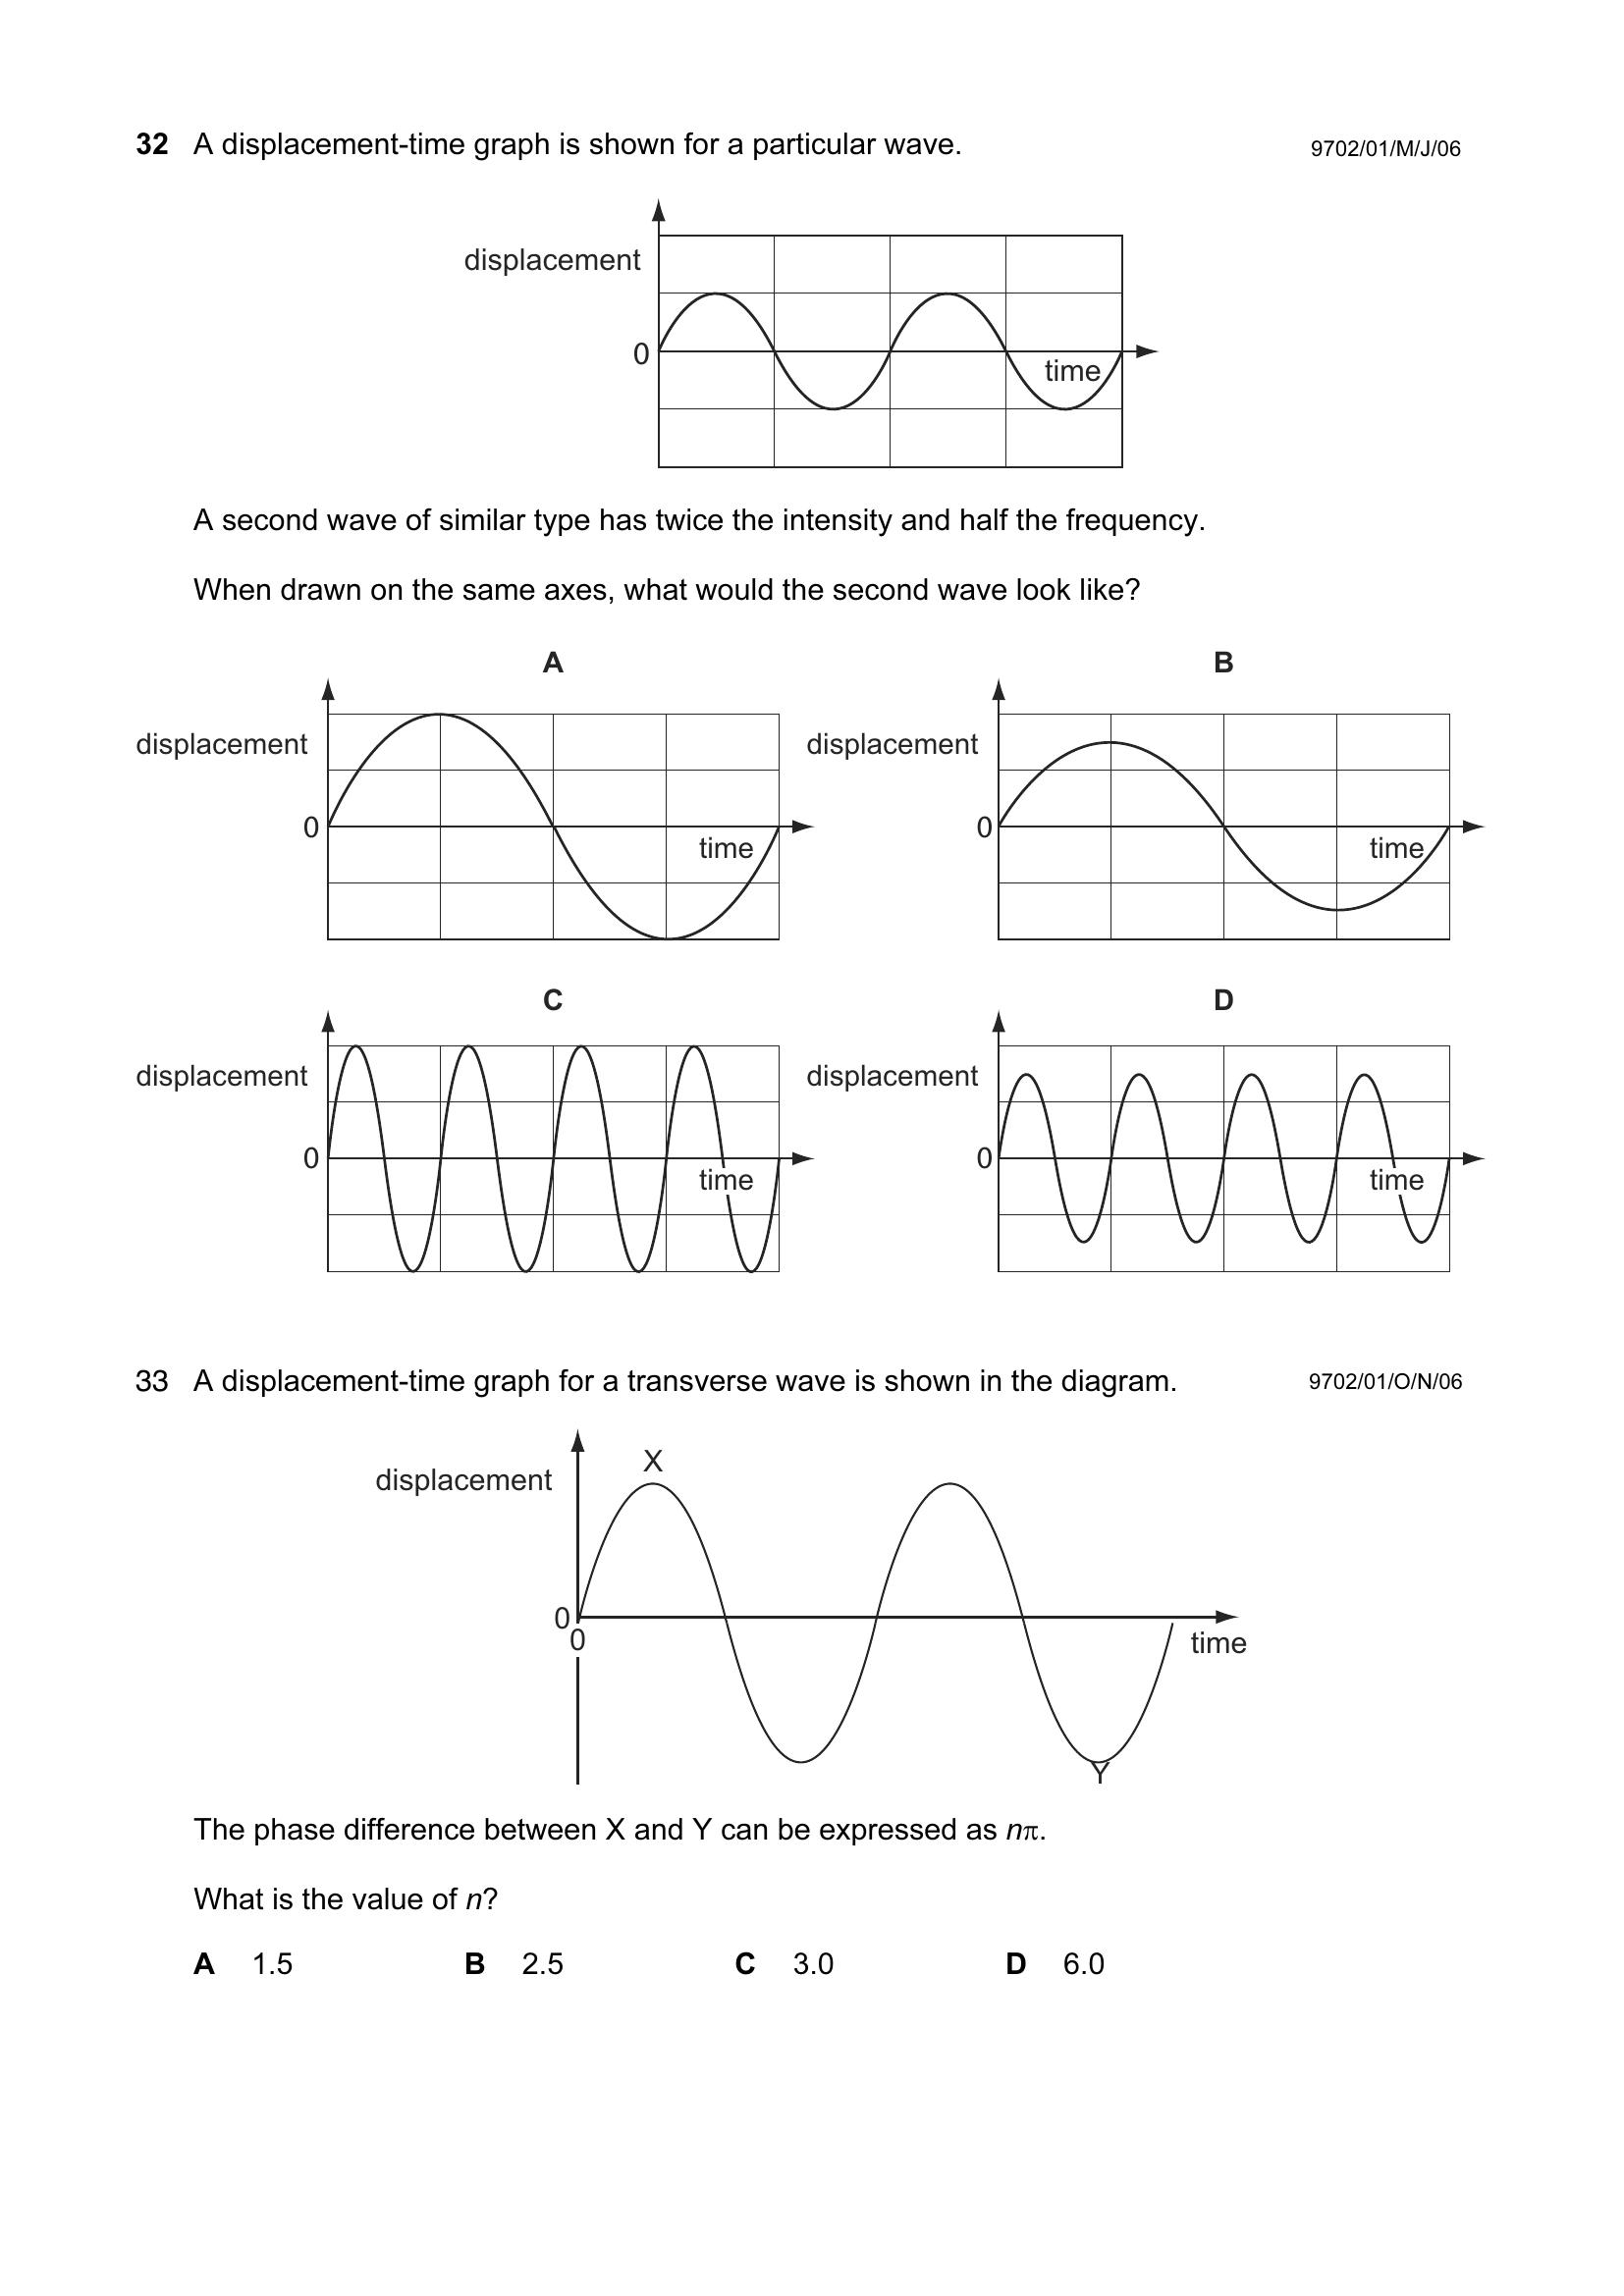 32 A displacement-time graph is shown for a particular wave. 9702/01/M/J/06
displacement
0
time
A second wave of similar type has twice the intensity and half the frequency.
When drawn on the same axes, what would the second wave look like?
A B
displacement displacement
0 0
time time
C D
displacement displacement
0 0
time time
33 A displacement-time graph for a transverse wave is shown in the diagram. 9702/01/O/N/06
X
displacement
0
0
time
Y
The phase difference between X and Y can be expressed as nπ.
What is the value of n?
A 1.5 B 2.5 C 3.0 D 6.0